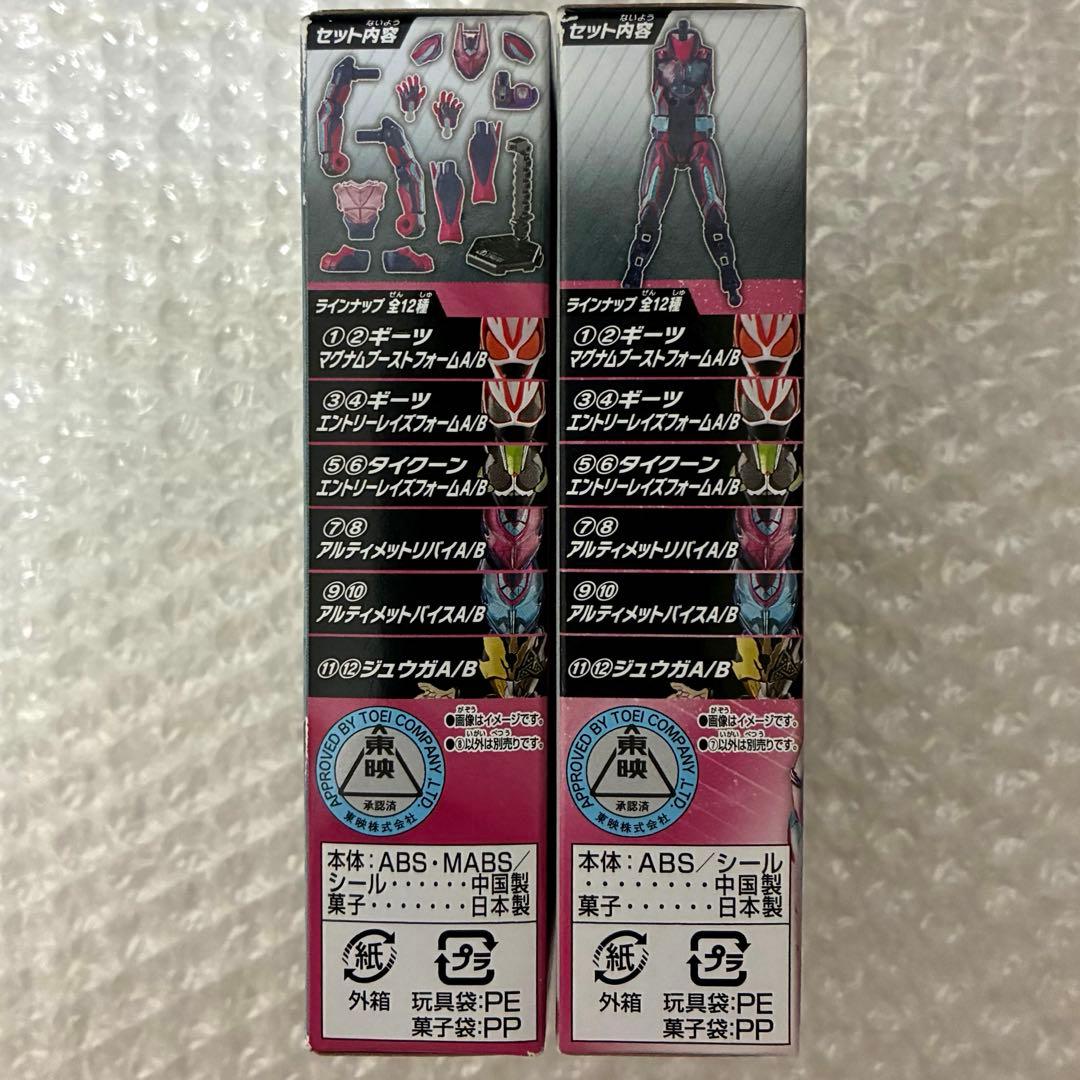 ないよう
セット内容
ぜん しゅ
ラインナップ 全12種
①②ギーツ
マグナムブーストフォームA/B
③④ギーツ
エントリーレイズフォームA/B
⑤⑥タイクーン
エントリーレイズフォームA/B
⑦⑧
アルティメットリバイA/B
⑨⑩
アルティメットバイスA/B
⑪⑫ジュウガA/B
APPROVED BY TOEI COMPANY, LTD.
東映
承認済
東映株式会社
がぞう
●画像はイメージです。
いがい べつう
●⑧以外は別売りです。
本体:ABS・MABS/
シール・・・・・・中国製
菓子・・・・・・・日本製
紙
外箱
プラ
玩具袋:PE
菓子袋:PP
ないよう
セット内容
ぜん しゅ
ラインナップ 全12種
①②ギーツ
マグナムブーストフォームA/B
③④ギーツ
エントリーレイズフォームA/B
⑤⑥タイクーン
エントリーレイズフォームA/B
⑦⑧
アルティメットリバイA/B
⑨⑩
アルティメットバイスA/B
⑪⑫ジュウガA/B
APPROVED BY TOEI COMPANY, LTD.
東映
承認済
東映株式会社
がぞう
●画像はイメージです。
いがい べつう
●⑦以外は別売りです。
本体:ABS/シール
・・・・・・・・中国製
菓子・・・・・・日本製
紙
外箱
プラ
玩具袋:PE
菓子袋:PP